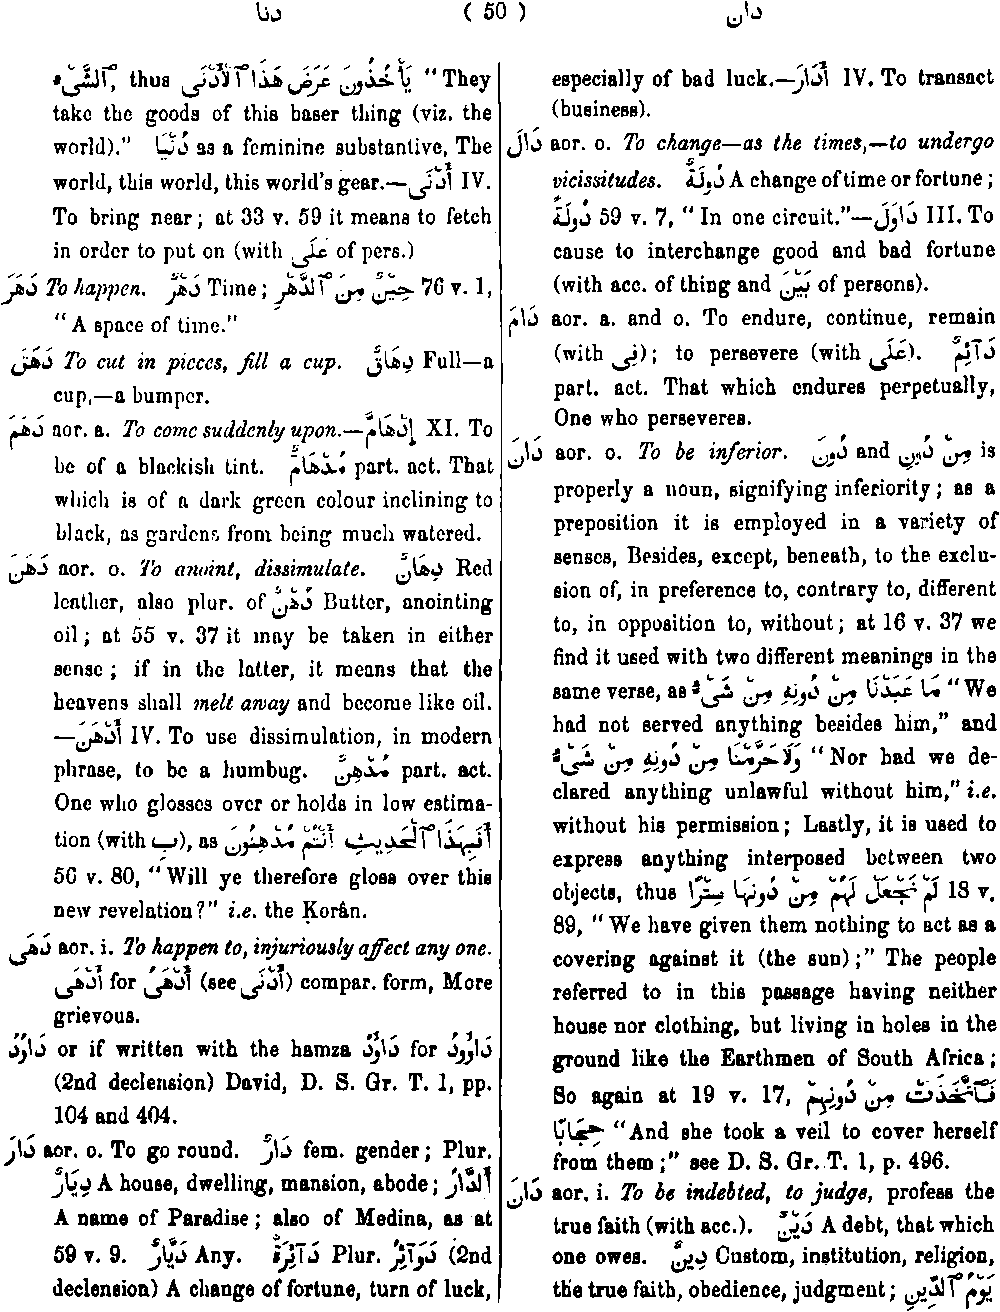 دنا ( 50 ) دان
ٱلشَّىْءِ, thus يَأْخُذُونَ عَرَضَ هَذَا ٱلْأَدْنَى "They
take the goods of this baser thing (viz. the
world)." دُنْيَا as a feminine substantive, The
world, this world, this world's gear.—أَدْنَى IV.
To bring near; at 33 v. 59 it means to fetch
in order to put on (with عَلَى of pers.)
دَهَرَ To happen. دَهْرٌ Time; حِينٌ مِنَ ٱلدَّهْرِ 76 v. 1,
"A space of time."
دَهَقَ To cut in pieces, fill a cup. دِهَاقٌ Full—a
cup,—a bumper.
دَهَمَ aor. a. To come suddenly upon.—إِدْهَامَّ XI. To
be of a blackish tint. مُدْهَامٌّ part. act. That
which is of a dark green colour inclining to
black, as gardens from being much watered.
دَهَنَ aor. o. To anoint, dissimulate. دِهَانٌ Red
leather, also plur. of دُهْنٌ Butter, anointing
oil; at 55 v. 37 it may be taken in either
sense; if in the latter, it means that the
heavens shall melt away and become like oil.
—أَدْهَنَ IV. To use dissimulation, in modern
phrase, to be a humbug. مُدْهِنٌ part. act.
One who glosses over or holds in low estima-
tion (with بِ), as أَفَبِهَذَا ٱلْحَدِيثِ أَنْتُمْ مُدْهِنُونَ
56 v. 80, "Will ye therefore gloss over this
new revelation?" i.e. the Ḳorân.
دَهَى aor. i. To happen to, injuriously affect any one.
أَدْهَى for أَدْهَىُ (see أَدْنَى) compar. form, More
grievous.
دَاوُدُ or if written with the hamza دَاؤُدُ for دَاوُودُ
(2nd declension) David, D. S. Gr. T. 1, pp.
104 and 404.
دَارَ aor. o. To go round. دَارٌ fem. gender; Plur.
دِيَارٌ A house, dwelling, mansion, abode; أَلدَّارُ
A name of Paradise; also of Medina, as at
59 v. 9. دَيَّارٌ Any. دَآئِرَةٌ Plur. دَوَآئِرُ (2nd
declension) A change of fortune, turn of luck,
especially of bad luck.—أَدَارَ IV. To transact
(business).
دَالَ aor. o. To change—as the times,—to undergo
vicissitudes. دَوْلَةٌ A change of time or fortune;
دُولَةً 59 v. 7, "In one circuit."—دَاوَلَ III. To
cause to interchange good and bad fortune
(with acc. of thing and بَيْنَ of persons).
دَامَ aor. a. and o. To endure, continue, remain
(with فِى); to persevere (with عَلَى). دَآئِمٌ
part. act. That which endures perpetually,
One who perseveres.
دَانَ aor. o. To be inferior. دُونَ and مِنْ دُونِ is
properly a noun, signifying inferiority; as a
preposition it is employed in a variety of
senses, Besides, except, beneath, to the exclu-
sion of, in preference to, contrary to, different
to, in opposition to, without; at 16 v. 37 we
find it used with two different meanings in the
same verse, as مَا عَبَدْنَا مِنْ دُونِهِ مِنْ شَىْءٍ "We
had not served anything besides him," and
وَلَاحَرَّمْنَا مِنْ دُونِهِ مِنْ شَىْءٍ "Nor had we de-
clared anything unlawful without him," i.e.
without his permission; Lastly, it is used to
express anything interposed between two
objects, thus لَمْ نَجْعَلْ لَهُمْ مِنْ دُونِهَا سِتْرًا 18 v.
89, "We have given them nothing to act as a
covering against it (the sun);" The people
referred to in this passage having neither
house nor clothing, but living in holes in the
ground like the Earthmen of South Africa;
So again at 19 v. 17, فَٱتَّخَذَتْ مِنْ دُونِهِمْ
حِجَابًا "And she took a veil to cover herself
from them;" see D. S. Gr. T. 1, p. 496.
دَانَ aor. i. To be indebted, to judge, profess the
true faith (with acc.). دَيْنٌ A debt, that which
one owes. دِينٌ Custom, institution, religion,
the true faith, obedience, judgment; يَوْمُ ٱلدِّينِ